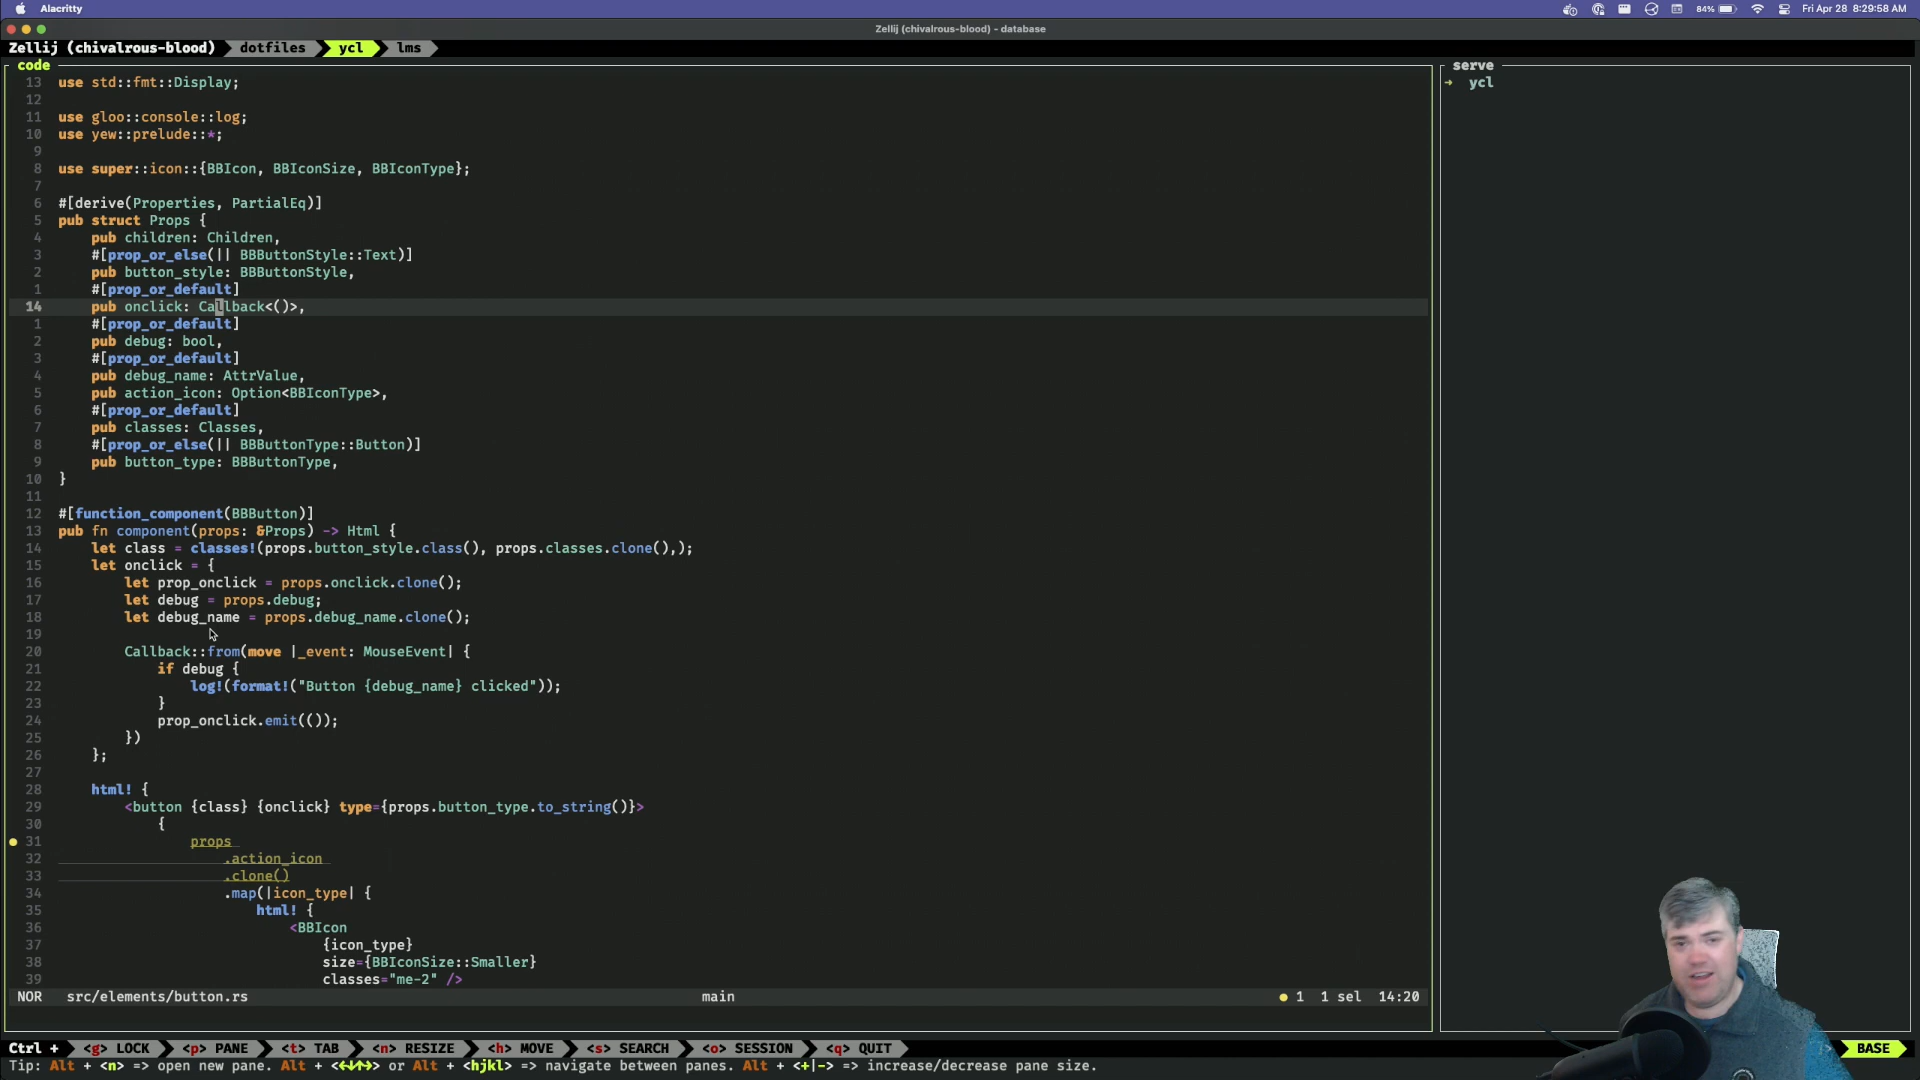 Alacritty
84%
Fri Apr 28 8:29:58 AM
Zellij (chivalrous-blood) - database
Zellij (chivalrous-blood) dotfiles ycl lms
code
13 use std::fmt::Display;
12
11 use gloo::console::log;
10 use yew::prelude::*;
9
8 use super::icon::{BBIcon, BBIconSize, BBIconType};
7
6 #[derive(Properties, PartialEq)]
5 pub struct Props {
4 pub children: Children,
3 #[prop_or_else(|| BBButtonStyle::Text)]
2 pub button_style: BBButtonStyle,
1 #[prop_or_default]
14 pub onclick: Callback<()>,
1 #[prop_or_default]
2 pub debug: bool,
3 #[prop_or_default]
4 pub debug_name: AttrValue,
5 pub action_icon: Option<BBIconType>,
6 #[prop_or_default]
7 pub classes: Classes,
8 #[prop_or_else(|| BBButtonType::Button)]
9 pub button_type: BBButtonType,
10 }
11
12 #[function_component(BBButton)]
13 pub fn component(props: &Props) -> Html {
14 let class = classes!(props.button_style.class(), props.classes.clone(),);
15 let onclick = {
16 let prop_onclick = props.onclick.clone();
17 let debug = props.debug;
18 let debug_name = props.debug_name.clone();
19
20 Callback::from(move |_event: MouseEvent| {
21 if debug {
22 log!(format!("Button {debug_name} clicked"));
23 }
24 prop_onclick.emit(());
25 })
26 };
27
28 html! {
29 <button {class} {onclick} type={props.button_type.to_string()}>
30 {
31 props
32 .action_icon
33 .clone()
34 .map(|icon_type| {
35 html! {
36 <BBIcon
37 {icon_type}
38 size={BBIconSize::Smaller}
39 classes="me-2" />
NOR src/elements/button.rs main 1 1 sel 14:20
serve
→ ycl
Ctrl + <g> LOCK <p> PANE <t> TAB <n> RESIZE <h> MOVE <s> SEARCH <o> SESSION <q> QUIT BASE
Tip: Alt + <n> => open new pane. Alt + <←↓↑→> or Alt + <hjkl> => navigate between panes. Alt + <+|-> => increase/decrease pane size.